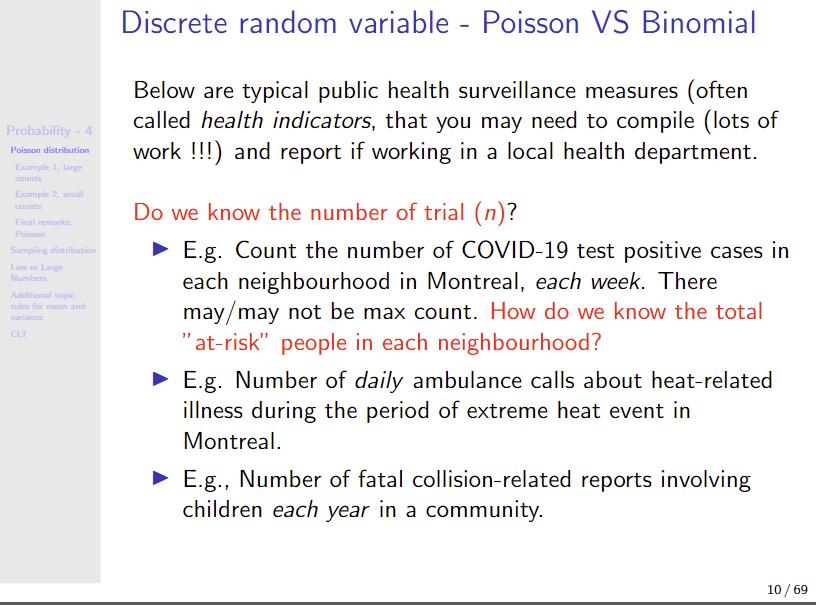 Discrete random variable - Poisson VS Binomial
Below are typical public health surveillance measures (often
called health indicators, that you may need to compile (lots of
work !!!) and report if working in a local health department.
Do we know the number of trial (n)?
▶ E.g. Count the number of COVID-19 test positive cases in
each neighbourhood in Montreal, each week. There
may/may not be max count. How do we know the total
"at-risk" people in each neighbourhood?
▶ E.g. Number of daily ambulance calls about heat-related
illness during the period of extreme heat event in
Montreal.
▶ E.g., Number of fatal collision-related reports involving
children each year in a community.
Probability - 4
Poisson distribution
Example 1, large
counts
Example 2, small
counts
Final remarks,
Poisson
Sampling distribution
Law or Large
Numbers
Additional topic -
rules for mean and
variance
CLT
10 / 69